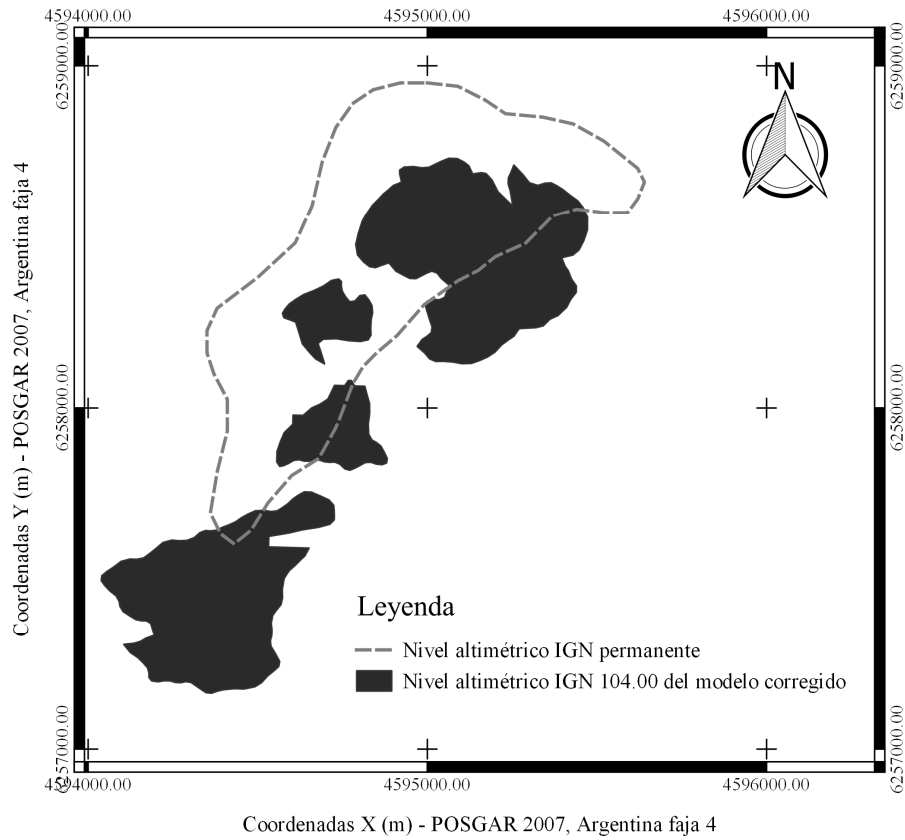 4594000.00 4595000.00 4596000.00
6259000.00 6259000.00
N
6258000.00 6258000.00
Coordenadas Y (m) - POSGAR 2007, Argentina faja 4
Leyenda
Nivel altimétrico IGN permanente
Nivel altimétrico IGN 104.00 del modelo corregido
6257000.00 6257000.00
4594000.00 4595000.00 4596000.00
Coordenadas X (m) - POSGAR 2007, Argentina faja 4